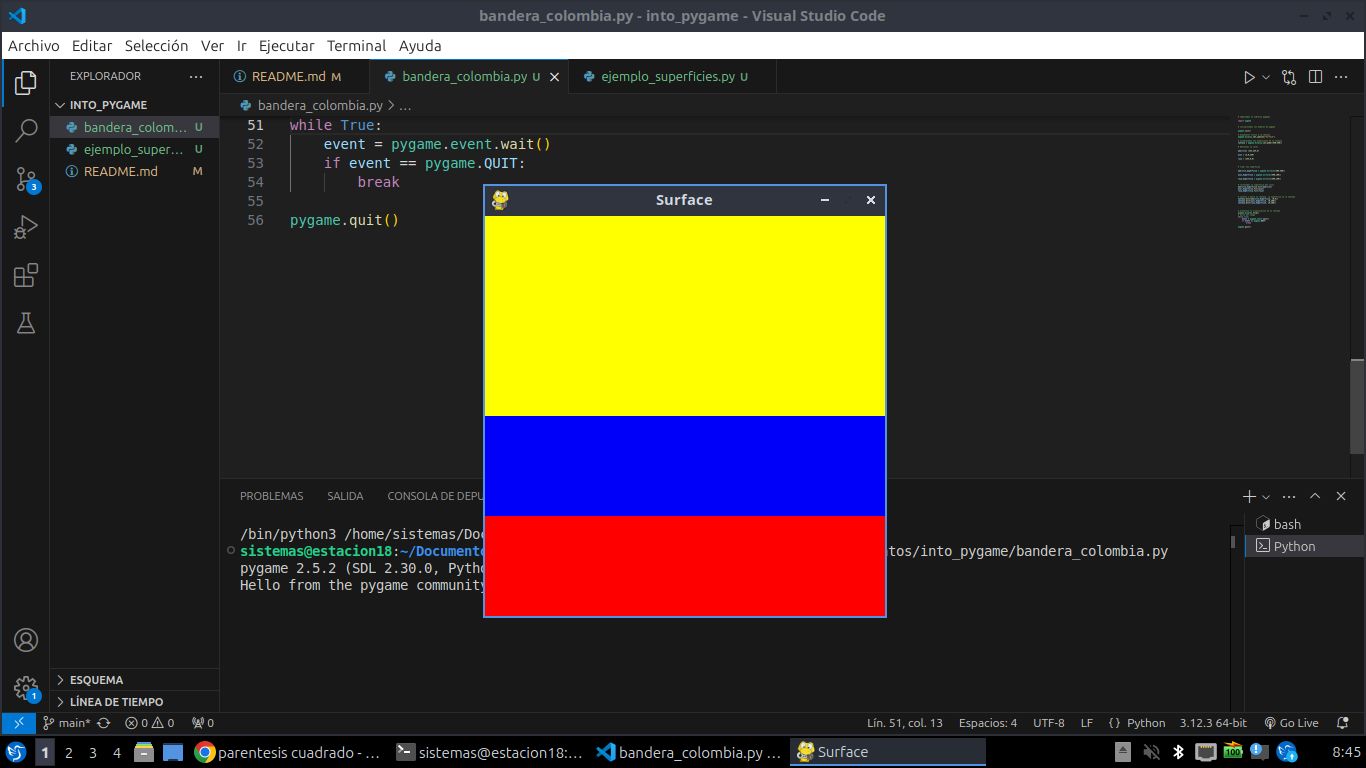 bandera_colombia.py - into_pygame - Visual Studio Code
Archivo Editar Selección Ver Ir Ejecutar Terminal Ayuda
EXPLORADOR
INTO_PYGAME
bandera_colom... U
ejemplo_super... U
README.md M
ESQUEMA
LÍNEA DE TIEMPO
README.md M
bandera_colombia.py U
ejemplo_superficies.py U
bandera_colombia.py > ...
51 while True:
52 event = pygame.event.wait()
53 if event == pygame.QUIT:
54 break
55
56 pygame.quit()
Surface
PROBLEMAS SALIDA CONSOLA DE DEPU
/bin/python3 /home/sistemas/Do
sistemas@estacion18:~/Documento
tos/into_pygame/bandera_colombia.py
pygame 2.5.2 (SDL 2.30.0, Pytho
Hello from the pygame community
bash
Python
3
1
main* 0 0 0
Lín. 51, col. 13 Espacios: 4 UTF-8 LF {} Python 3.12.3 64-bit Go Live
1 2 3 4 parentesis cuadrado - ... sistemas@estacion18:... bandera_colombia.py ... Surface 100 8:45